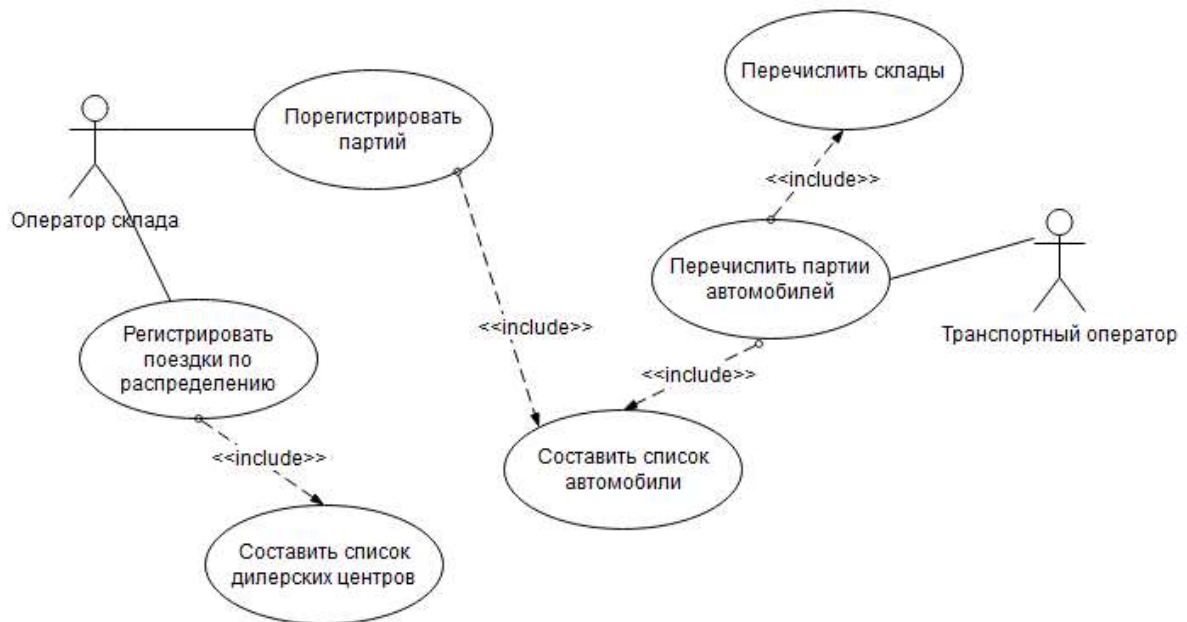 Перечислить склады
Порегистрировать
партий
<<include>>
Оператор склада
Перечислить партии
автомобилей
Транспортный оператор
<<include>>
Регистрировать
поездки по
распределению
<<include>>
<<include>>
Составить список
автомобили
Составить список
дилерских центров